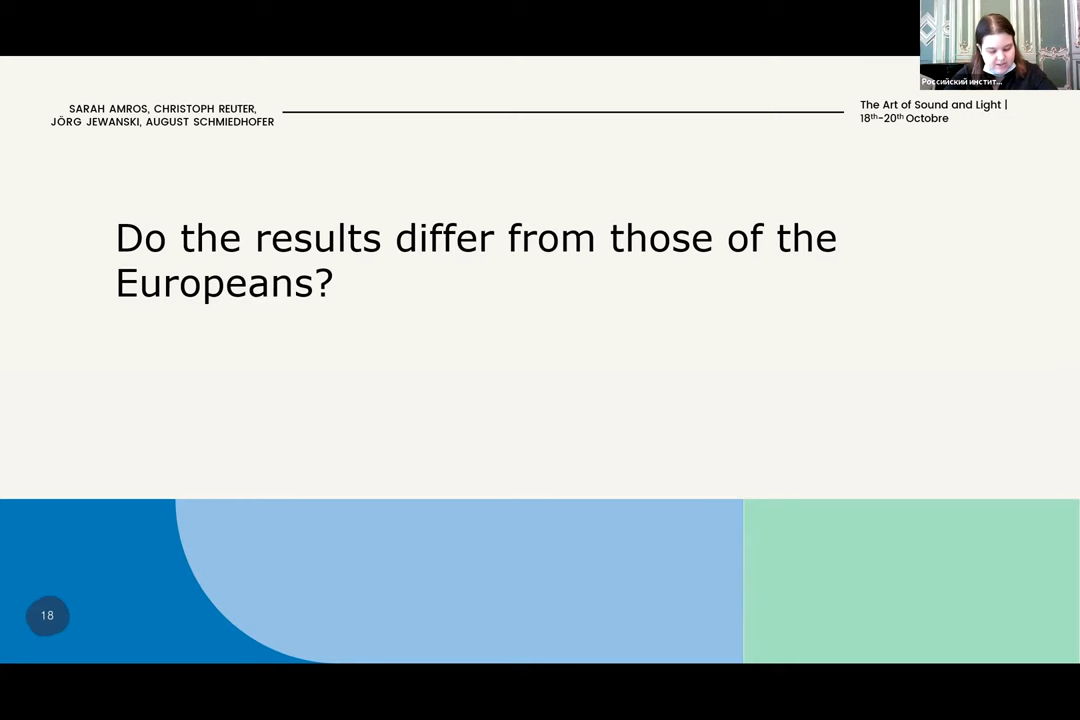 Российский инстит...
SARAH AMROS, CHRISTOPH REUTER,
JÖRG JEWANSKI, AUGUST SCHMIEDHOFER
The Art of Sound and Light |
18th-20th Octobre
Do the results differ from those of the
Europeans?
18